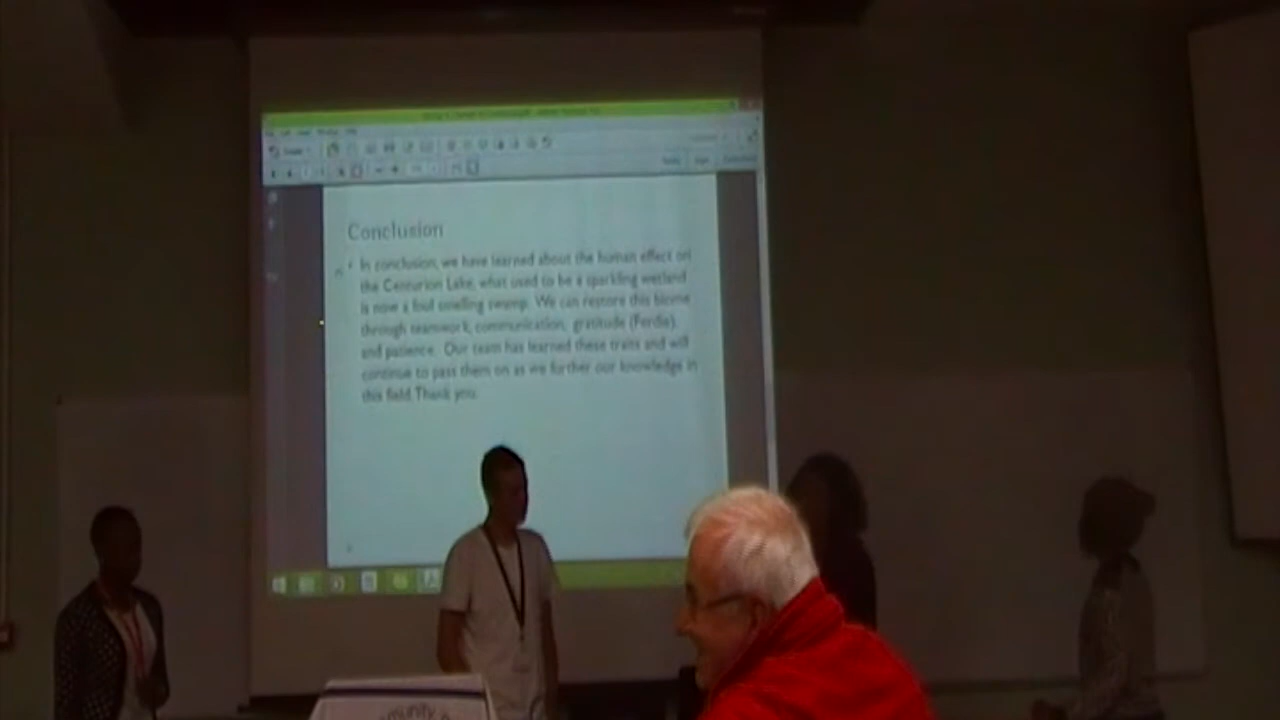 Conclusion
In conclusion, we have learned about the human effect on
the Centurion Lake, what used to be a sparkling wetland
is now a foul smelling swamp. We can restore this biome
through teamwork, communication, gratitude (Ferdie)
and patience. Our team has learned these traits and will
continue to pass them on as we further our knowledge in
this field. Thank you.
munity